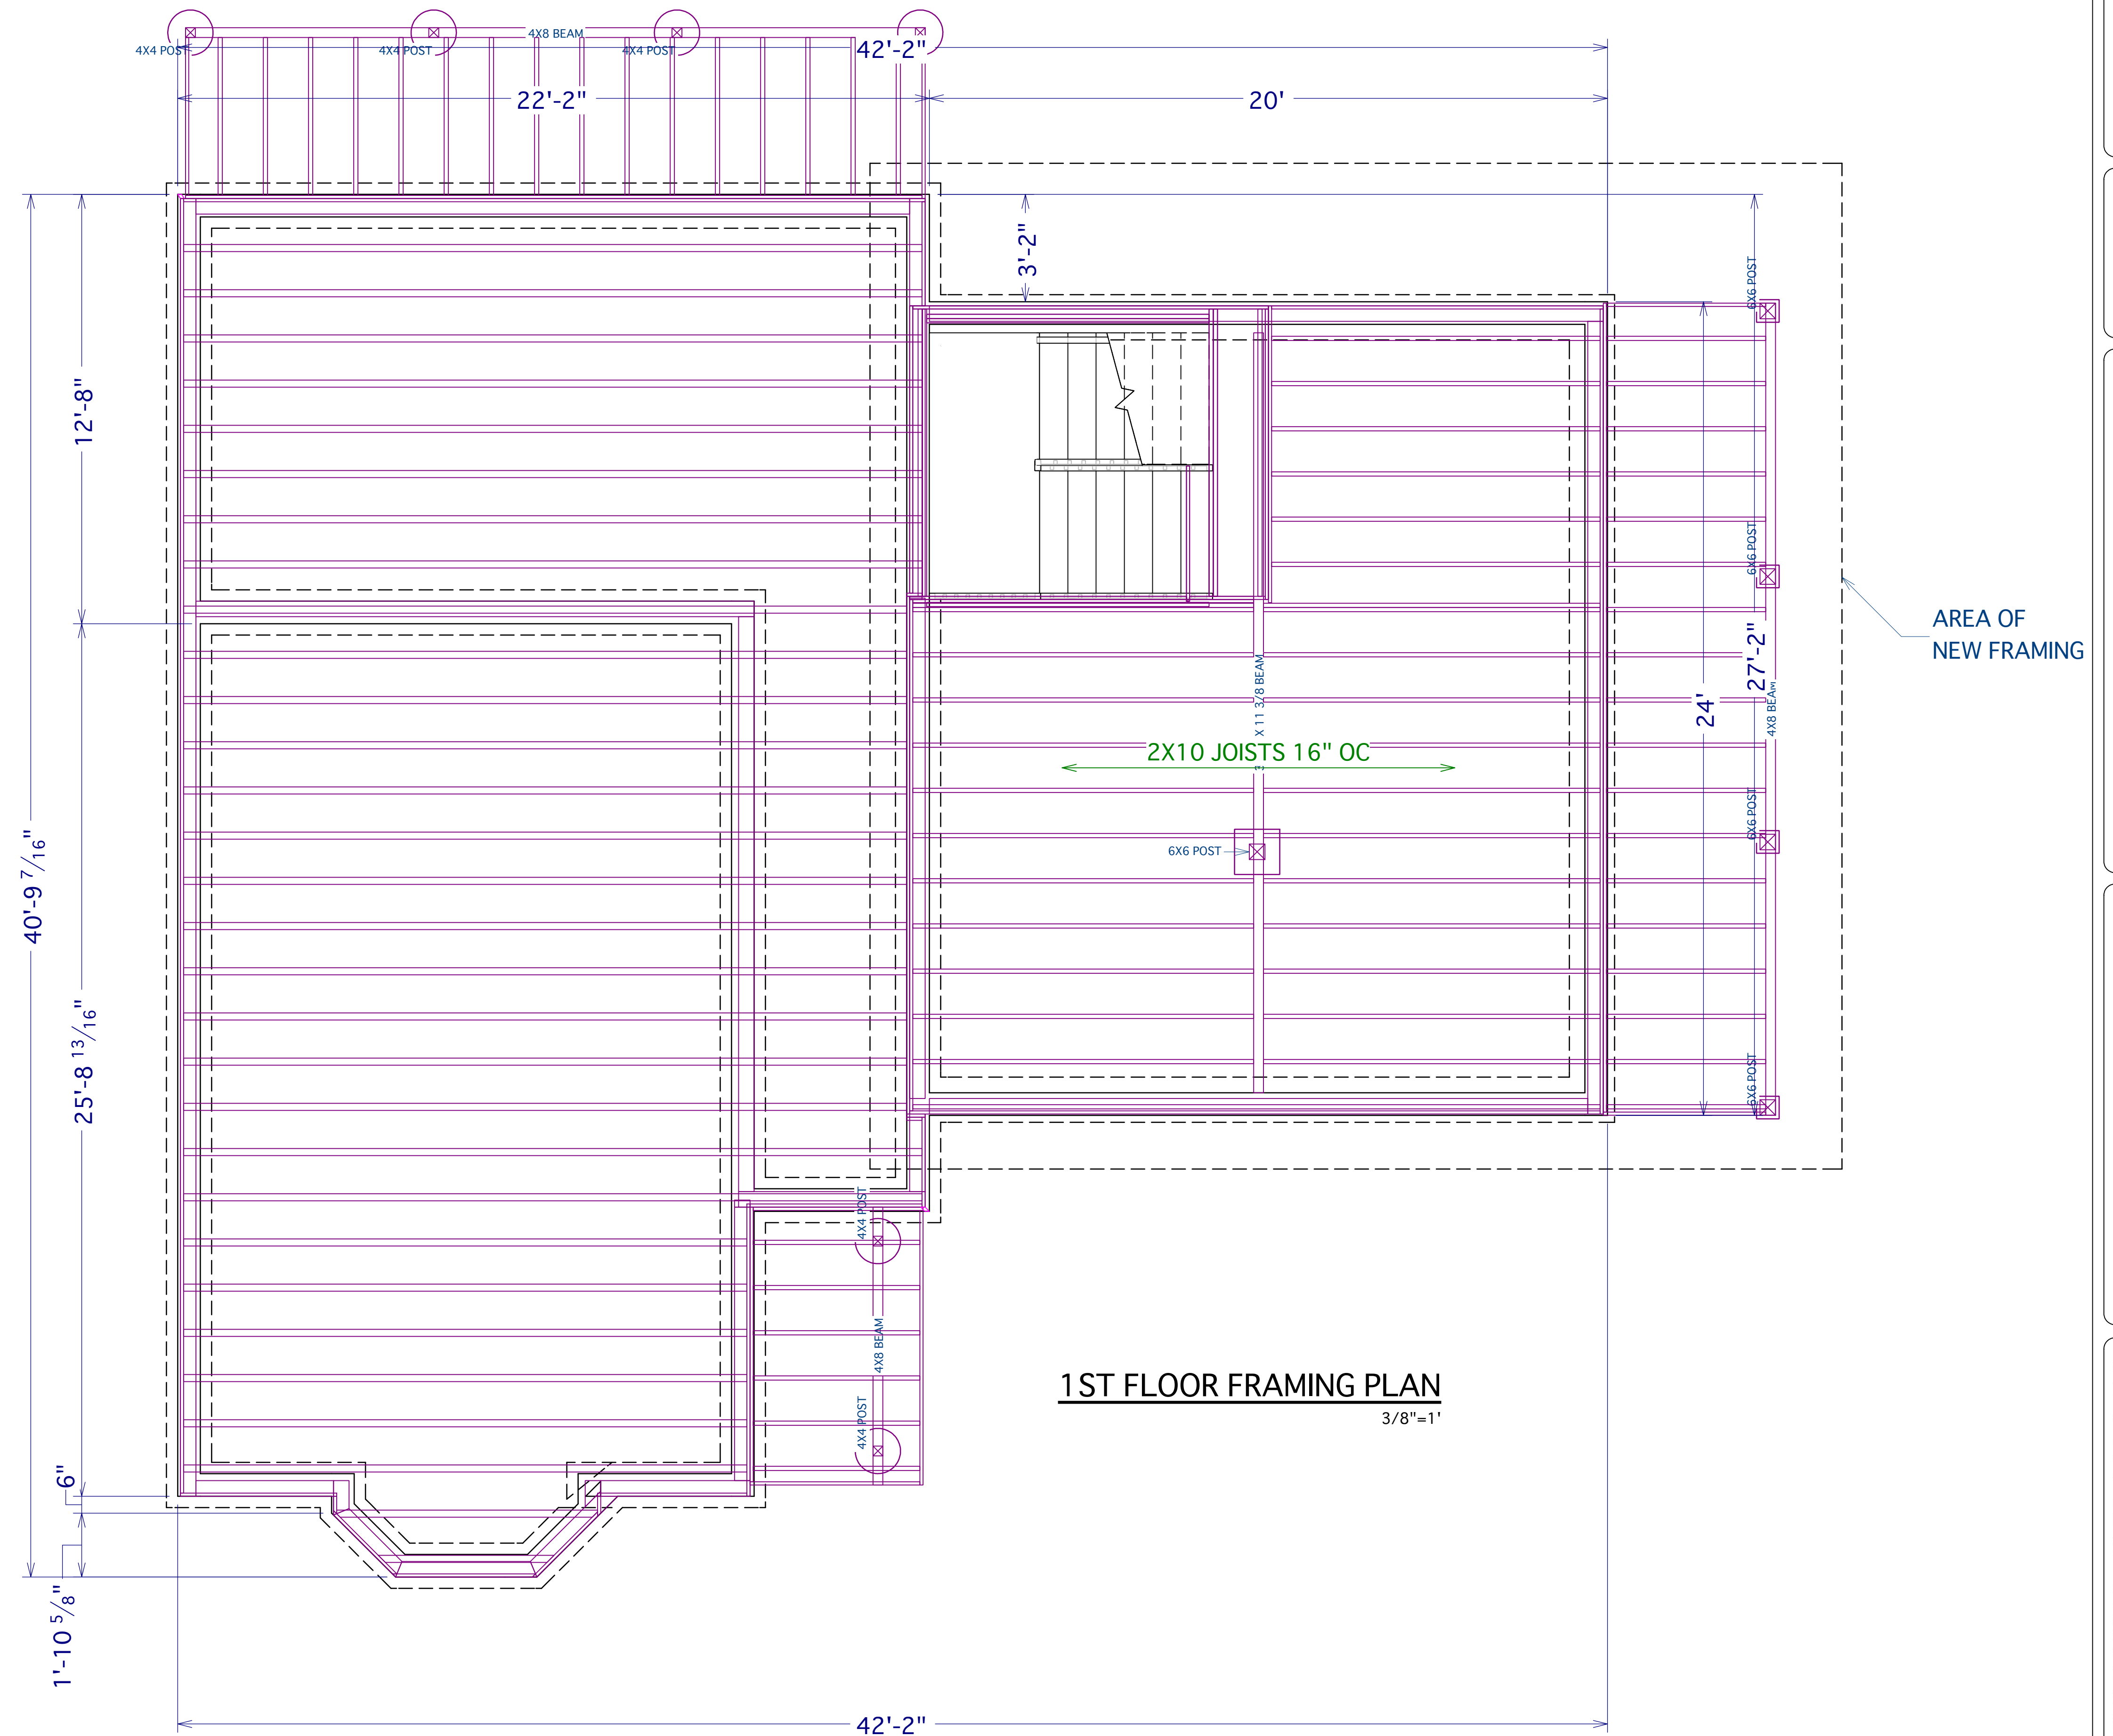 4X8 BEAM
4X4 POST
4X4 POST
4X4 POST
42'-2"
22'-2"
20'
3'-2"
6X6 POST
12'-8"
6X6 POST
AREA OF
NEW FRAMING
27'-2"
24'
4X8 BEAM
X 11 3/8 BEAM
2X10 JOISTS 16" OC
6X6 POST
6X6 POST
40'-9 7/16"
25'-8 13/16"
6X6 POST
4X4 POST
4X8 BEAM
4X4 POST
1ST FLOOR FRAMING PLAN
3/8"=1'
6"
1'-10 5/8"
42'-2"